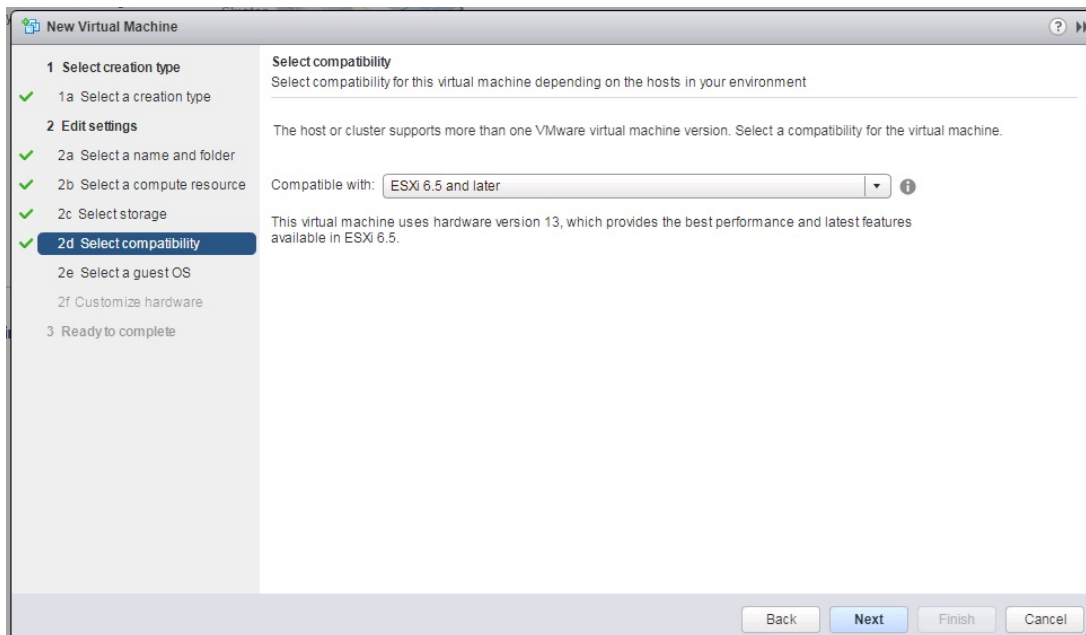 Cluster
New Virtual Machine
1 Select creation type
1a Select a creation type
2 Edit settings
2a Select a name and folder
2b Select a compute resource
2c Select storage
2d Select compatibility
2e Select a guest OS
2f Customize hardware
3 Ready to complete
Select compatibility
Select compatibility for this virtual machine depending on the hosts in your environment
The host or cluster supports more than one VMware virtual machine version. Select a compatibility for the virtual machine.
Compatible with: ESXi 6.5 and later
This virtual machine uses hardware version 13, which provides the best performance and latest features
available in ESXi 6.5.
Back Next Finish Cancel